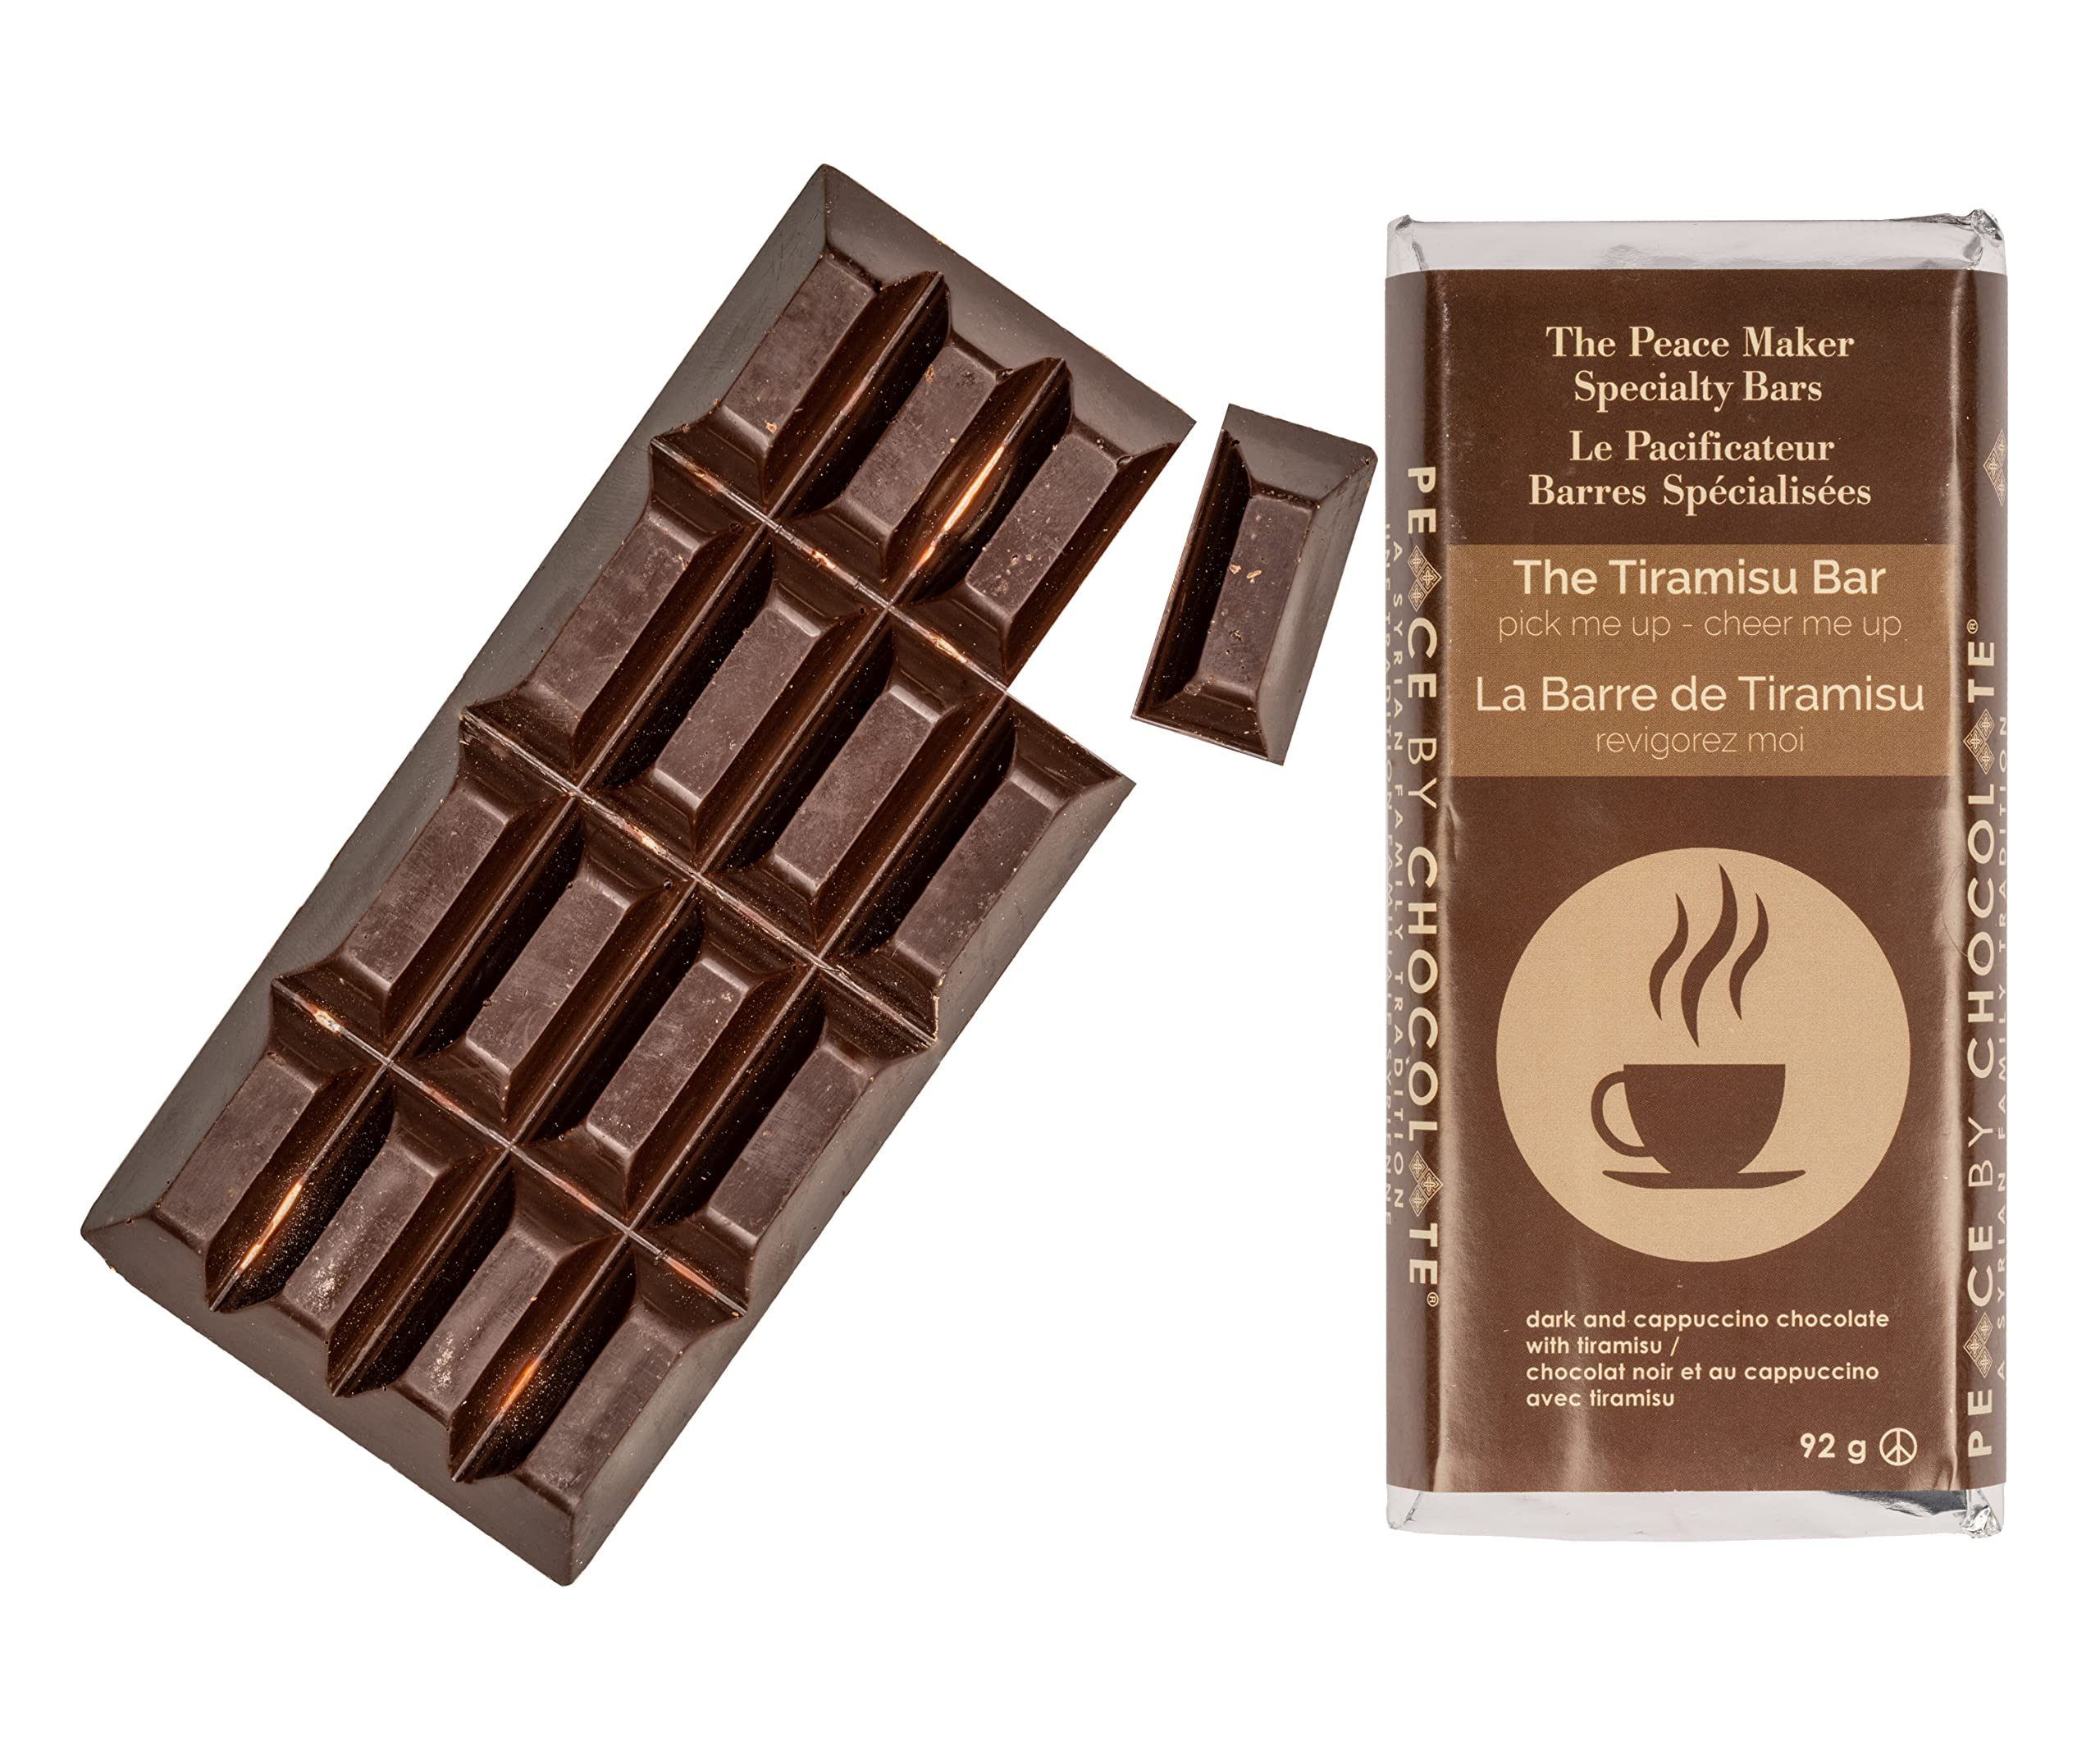 The Peace Maker
Specialty Bars
Le Pacificateur
Barres Spécialisées
The Tiramisu Bar
pick me up - cheer me up
La Barre de Tiramisu
revigorez moi
dark and cappuccino chocolate
with tiramisu /
chocolat noir et au cappuccino
avec tiramisu
92 g
PEACE BY CHOCOLATE®
A SYRIAN FAMILY TRADITION
PEACE BY CHOCOLATE®
A SYRIAN FAMILY TRADITION